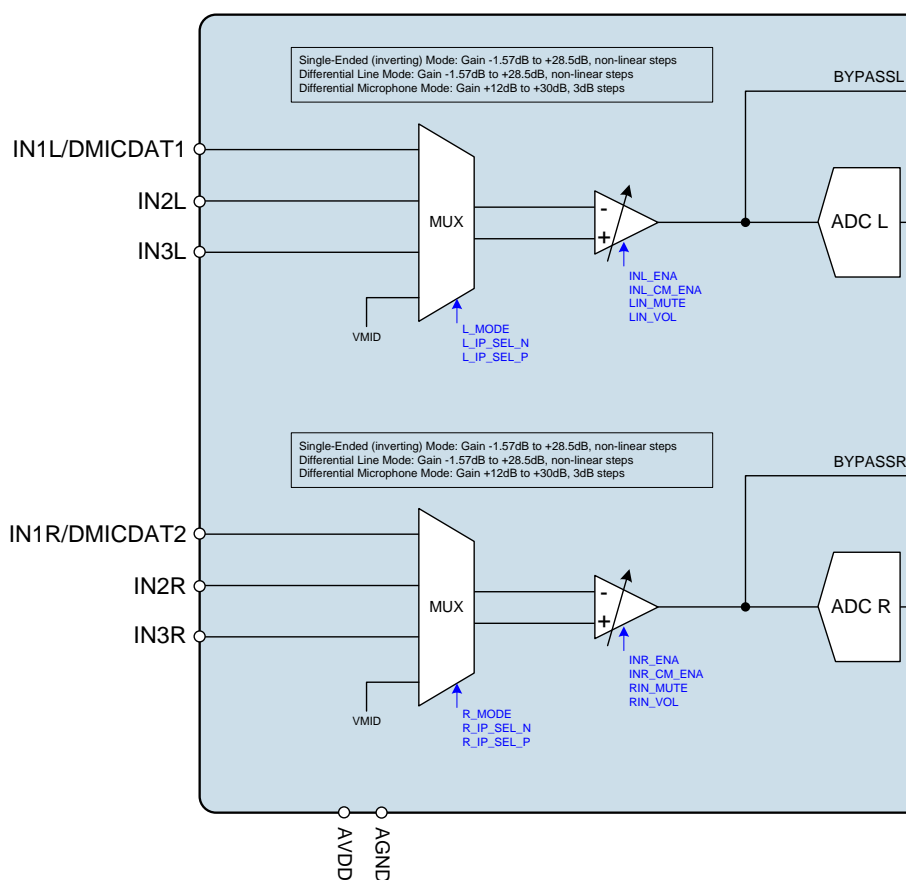 Single-Ended (inverting) Mode: Gain -1.57dB to +28.5dB, non-linear steps
Differential Line Mode: Gain -1.57dB to +28.5dB, non-linear steps
Differential Microphone Mode: Gain +12dB to +30dB, 3dB steps
BYPASSL
IN1L/DMICDAT1
IN2L
IN3L
MUX
-
+
ADC L
INL_ENA
INL_CM_ENA
LIN_MUTE
LIN_VOL
VMID
L_MODE
L_IP_SEL_N
L_IP_SEL_P
Single-Ended (inverting) Mode: Gain -1.57dB to +28.5dB, non-linear steps
Differential Line Mode: Gain -1.57dB to +28.5dB, non-linear steps
Differential Microphone Mode: Gain +12dB to +30dB, 3dB steps
BYPASSR
IN1R/DMICDAT2
IN2R
IN3R
MUX
-
+
ADC R
INR_ENA
INR_CM_ENA
RIN_MUTE
RIN_VOL
VMID
R_MODE
R_IP_SEL_N
R_IP_SEL_P
AVDD
AGND